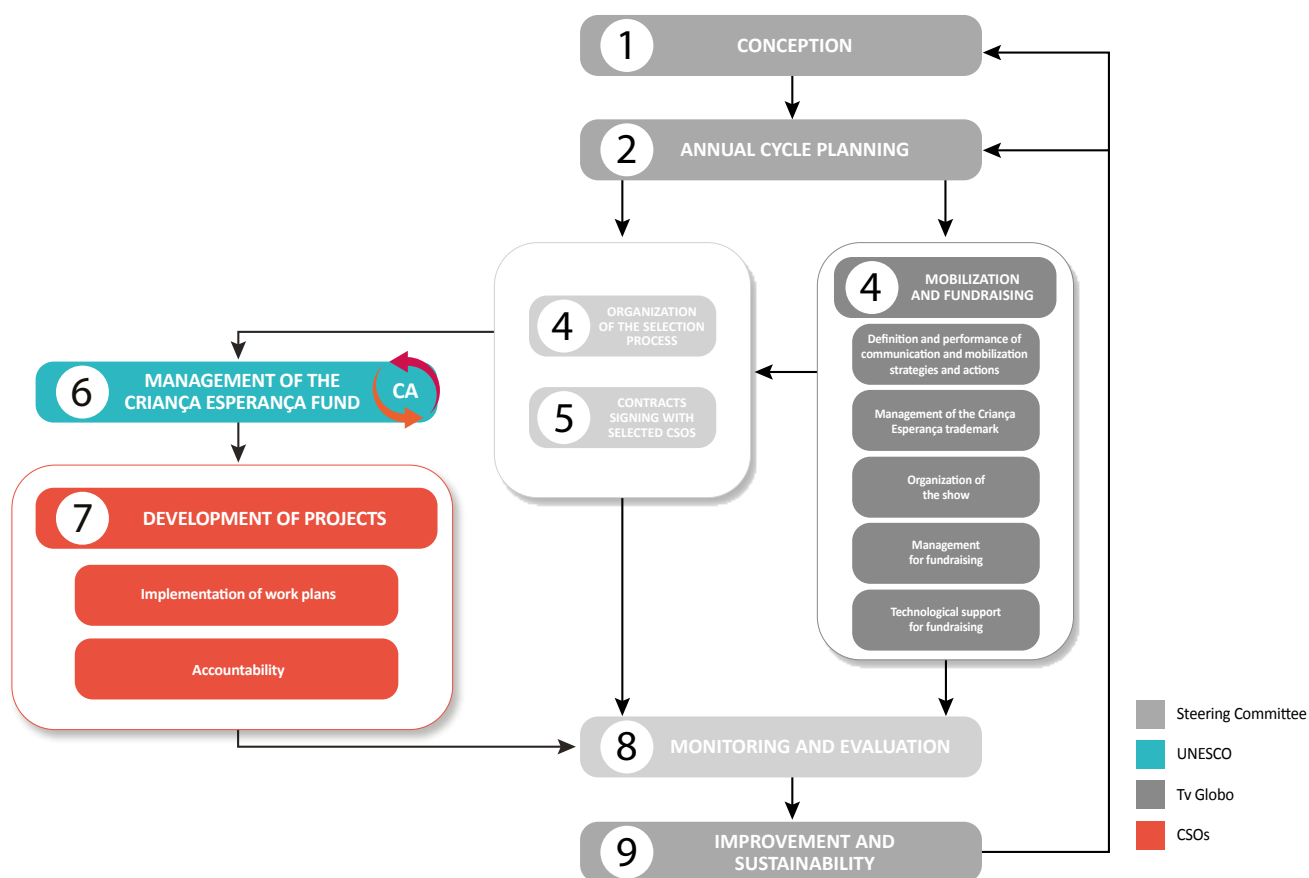 1
CONCEPTION
2
ANNUAL CYCLE PLANNING
4
ORGANIZATION
OF THE SELECTION
PROCESS
5
CONTRACTS
SIGNING WITH
SELECTED CSOS
4
MOBILIZATION
AND FUNDRAISING
Definition and performance of
communication and mobilization
strategies and actions
Management of the Criança
Esperança trademark
Organization of
the show
Management
for fundraising
Technological support
for fundraising
6
MANAGEMENT OF THE
CRIANÇA ESPERANÇA FUND
CA
7
DEVELOPMENT OF PROJECTS
Implementation of work plans
Accountability
8
MONITORING AND EVALUATION
9
IMPROVEMENT AND
SUSTAINABILITY
Steering Committee
UNESCO
Tv Globo
CSOs